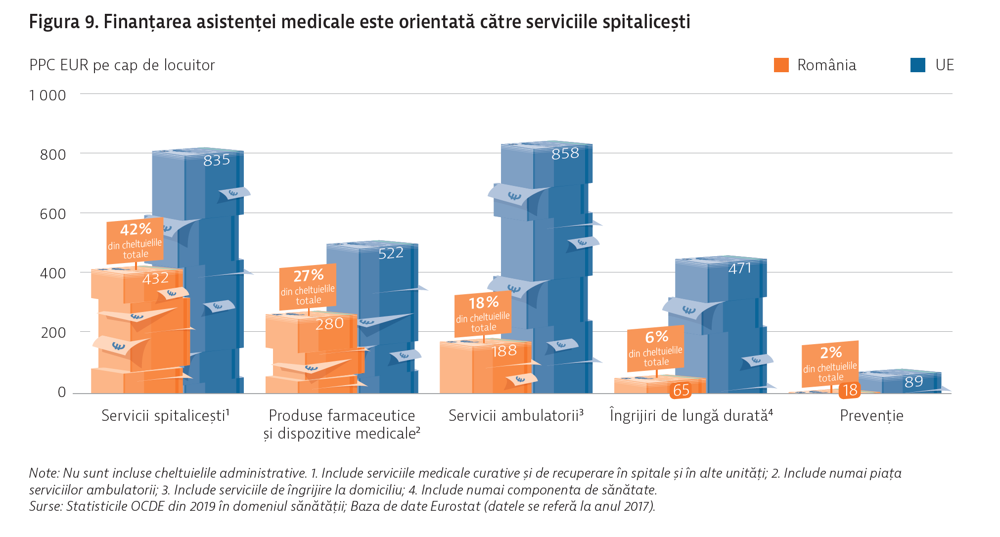 Figura 9. Finanțarea asistenței medicale este orientată către serviciile spitalicești
PPC EUR pe cap de locuitor
România
UE
1 000
800
600
400
200
0
42%
din cheltuielile
totale
432
835
27%
din cheltuielile
totale
280
522
18%
din cheltuielile
totale
188
858
6%
din cheltuielile
totale
65
471
2%
din cheltuielile
totale
18
89
Servicii spitalicești¹
Produse farmaceutice
și dispozitive medicale²
Servicii ambulatorii³
Îngrijiri de lungă durată⁴
Prevenție
Note: Nu sunt incluse cheltuielile administrative. 1. Include serviciile medicale curative și de recuperare în spitale și în alte unități; 2. Include numai piața
serviciilor ambulatorii; 3. Include serviciile de îngrijire la domiciliu; 4. Include numai componenta de sănătate.
Surse: Statisticile OCDE din 2019 în domeniul sănătății; Baza de date Eurostat (datele se referă la anul 2017).